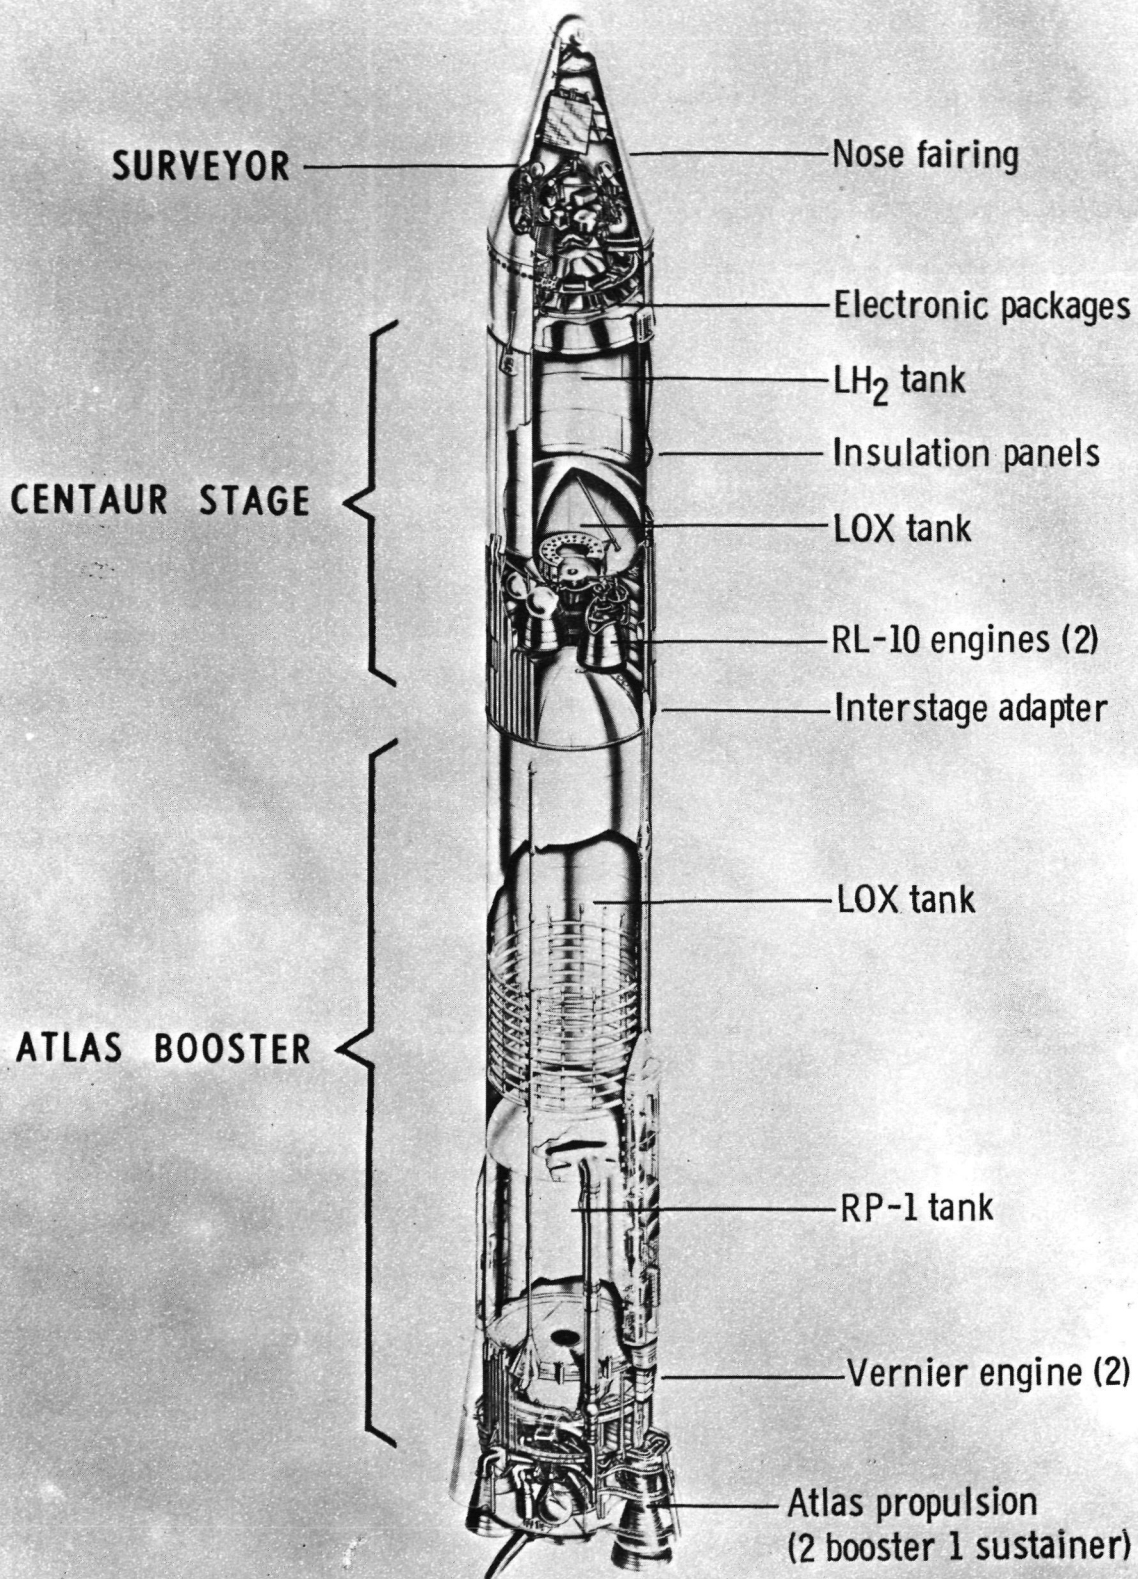 SURVEYOR
Nose fairing
Electronic packages
LH2 tank
Insulation panels
CENTAUR STAGE
LOX tank
RL-10 engines (2)
Interstage adapter
LOX tank
ATLAS BOOSTER
RP-1 tank
Vernier engine (2)
Atlas propulsion
(2 booster 1 sustainer)